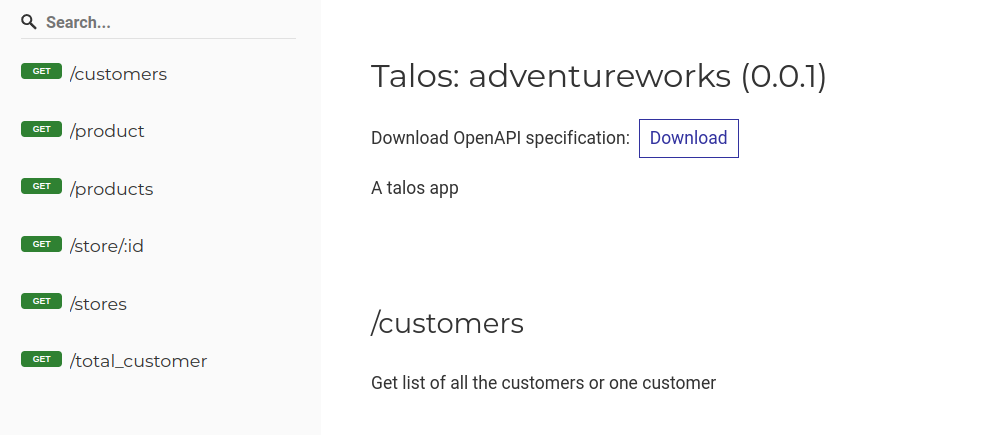 Search...
GET /customers
GET /product
GET /products
GET /store/:id
GET /stores
GET /total_customer
Talos: adventureworks (0.0.1)
Download OpenAPI specification: Download
A talos app
/customers
Get list of all the customers or one customer